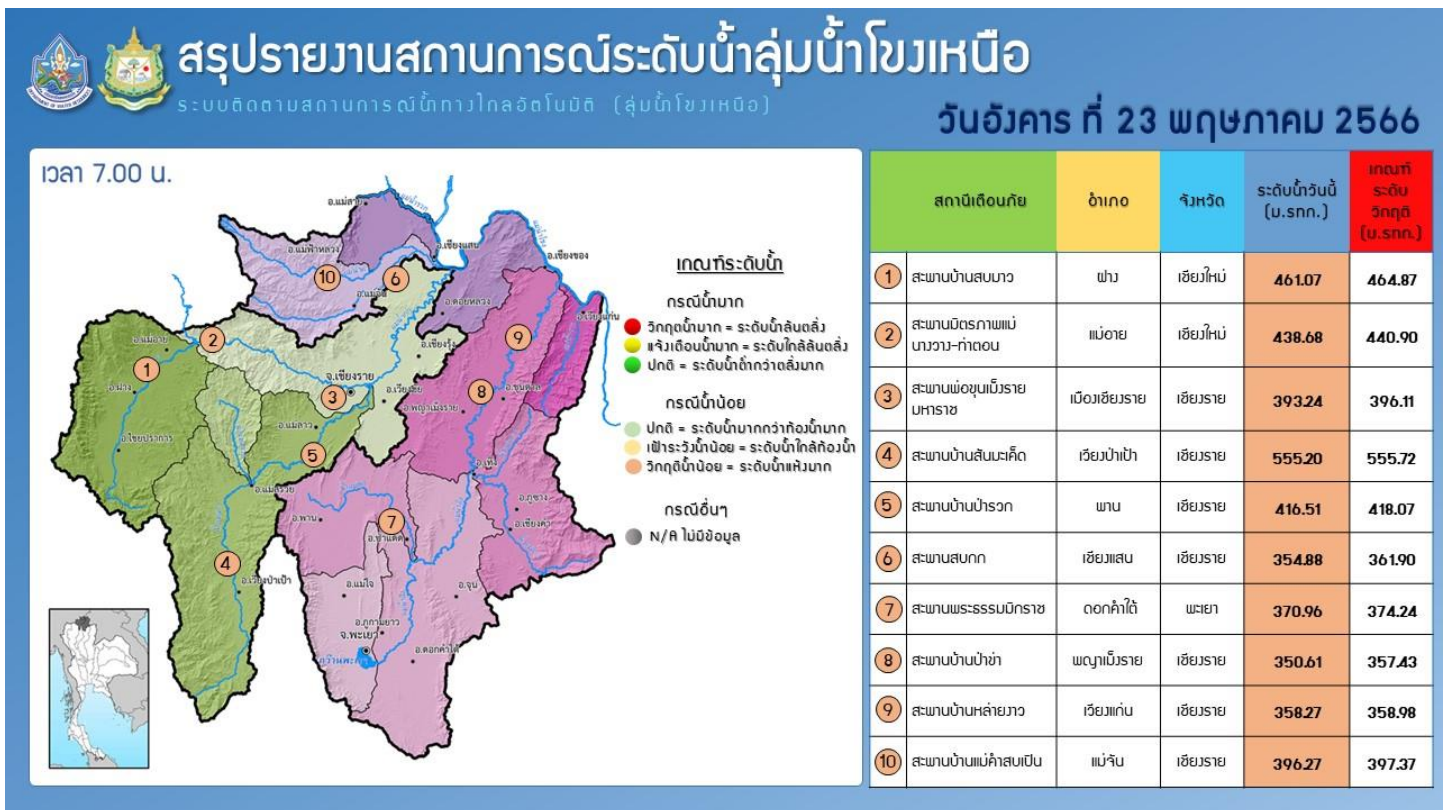 สรุปรายงานสถานการณ์ระดับน้ำลุ่มน้ำโขงเหนือ
ระบบติดตามสถานการณ์น้ำทางไกลอัตโนมัติ (ลุ่มน้ำโขงเหนือ)
วันอังคาร ที่ 23 พฤษภาคม 2566
เวลา 7.00 น.
อ.แม่สาย
อ.แม่ฟ้าหลวง
อ.เชียงแสน
อ.เชียงของ
10
6
อ.แม่จัน
อ.ดอยหลวง
อ.เวียงแก่น
9
อ.แม่อาย
2
1
อ.เชียงรุ้ง
จ.เชียงราย
3
อ.เวียงชัย
8
อ.ขุนตาล
อ.ฝาง
อ.พญาเม็งราย
อ.แม่ลาว
อ.ไชยปราการ
5
อ.เทิง
อ.แม่สรวย
อ.ภูซาง
อ.พาน
7
อ.เชียงคำ
อ.ป่าแดด
4
อ.เวียงป่าเป้า
อ.แม่ใจ
อ.จุน
อ.ภูกามยาว
จ.พะเยา
กว๊านพะเยา
อ.ดอกคำใต้
เกณฑ์ระดับน้ำ
กรณีน้ำมาก
วิกฤตน้ำมาก = ระดับน้ำล้นตลิ่ง
แจ้งเตือนน้ำมาก = ระดับใกล้ล้นตลิ่ง
ปกติ = ระดับน้ำต่ำกว่าตลิ่งมาก
กรณีน้ำน้อย
ปกติ = ระดับน้ำมากกว่าท้องน้ำมาก
เฝ้าระวังน้ำน้อย = ระดับน้ำใกล้ท้องน้ำ
วิกฤติน้ำน้อย = ระดับน้ำแห้งมาก
กรณีอื่นๆ
N/A ไม่มีข้อมูล
สถานีเตือนภัย อำเภอ จังหวัด ระดับน้ำวันนี้ (ม.รทก.) เกณฑ์ระดับวิกฤติ (ม.รทก.)
1 สะพานบ้านสบมาว ฝาง เชียงใหม่ 461.07 464.87
2 สะพานมิตรภาพแม่นางวาง-ท่าตอน แม่อาย เชียงใหม่ 438.68 440.90
3 สะพานพ่อขุนเม็งรายมหาราช เมืองเชียงราย เชียงราย 393.24 396.11
4 สะพานบ้านสันมะเค็ด เวียงป่าเป้า เชียงราย 555.20 555.72
5 สะพานบ้านป่ารวก พาน เชียงราย 416.51 418.07
6 สะพานสบกก เชียงแสน เชียงราย 354.88 361.90
7 สะพานพระธรรมมิกราช ดอกคำใต้ พะเยา 370.96 374.24
8 สะพานบ้านป่าข่า พญาเม็งราย เชียงราย 350.61 357.43
9 สะพานบ้านหล่ายงาว เวียงแก่น เชียงราย 358.27 358.98
10 สะพานบ้านแม่คำสบเปิน แม่จัน เชียงราย 396.27 397.37